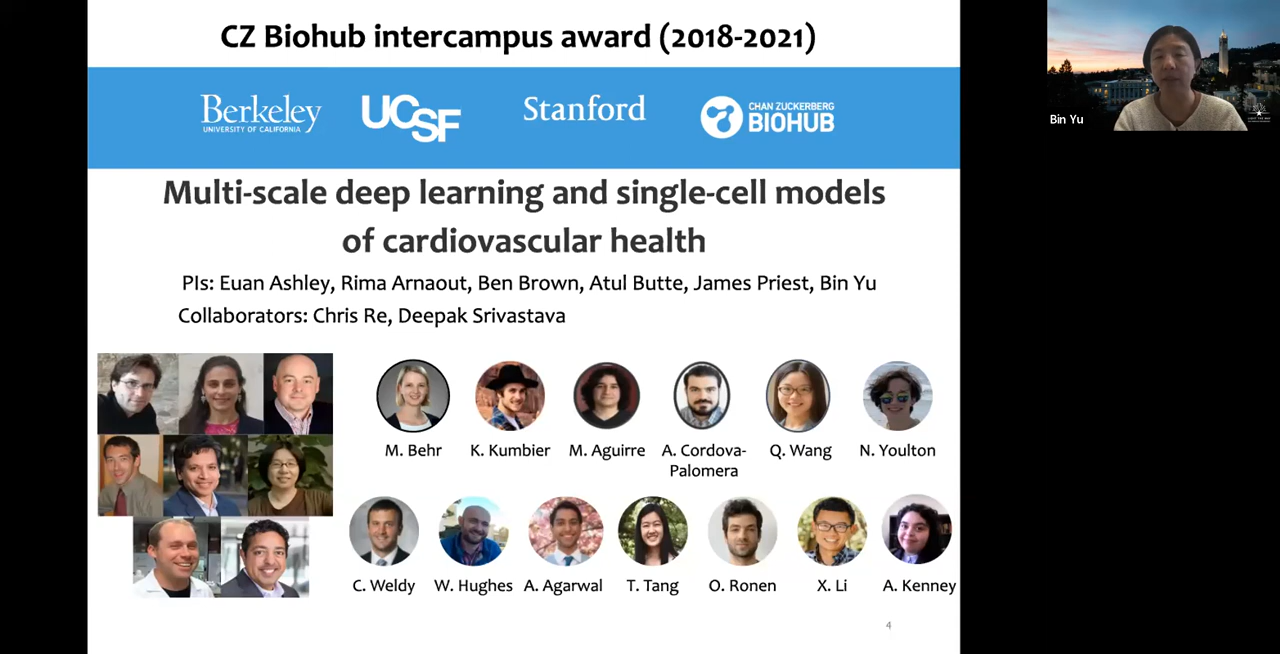 CZ Biohub intercampus award (2018-2021)
Berkeley
UNIVERSITY OF CALIFORNIA
UCSF
Stanford
CHAN ZUCKERBERG
BIOHUB
Multi-scale deep learning and single-cell models
of cardiovascular health
PIs: Euan Ashley, Rima Arnaout, Ben Brown, Atul Butte, James Priest, Bin Yu
Collaborators: Chris Re, Deepak Srivastava
M. Behr
K. Kumbier
M. Aguirre
A. Cordova-
Palomera
Q. Wang
N. Youlton
C. Weldy
W. Hughes
A. Agarwal
T. Tang
O. Ronen
X. Li
A. Kenney
4
Bin Yu